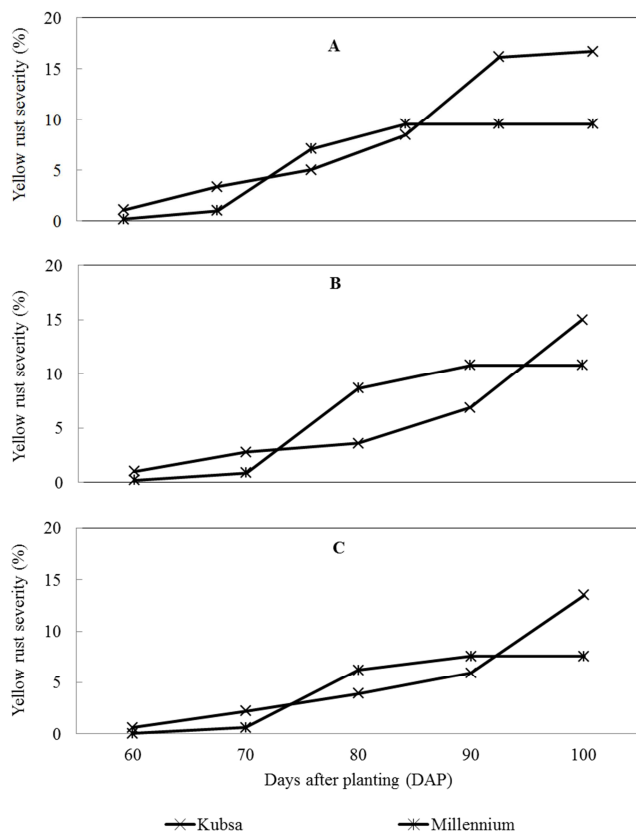 20
15
10
5
0
Yellow rust severity (%)
A
20
15
10
5
0
Yellow rust severity (%)
B
20
15
10
5
0
Yellow rust severity (%)
C
60 70 80 90 100
Days after planting (DAP)
Kubsa Millennium